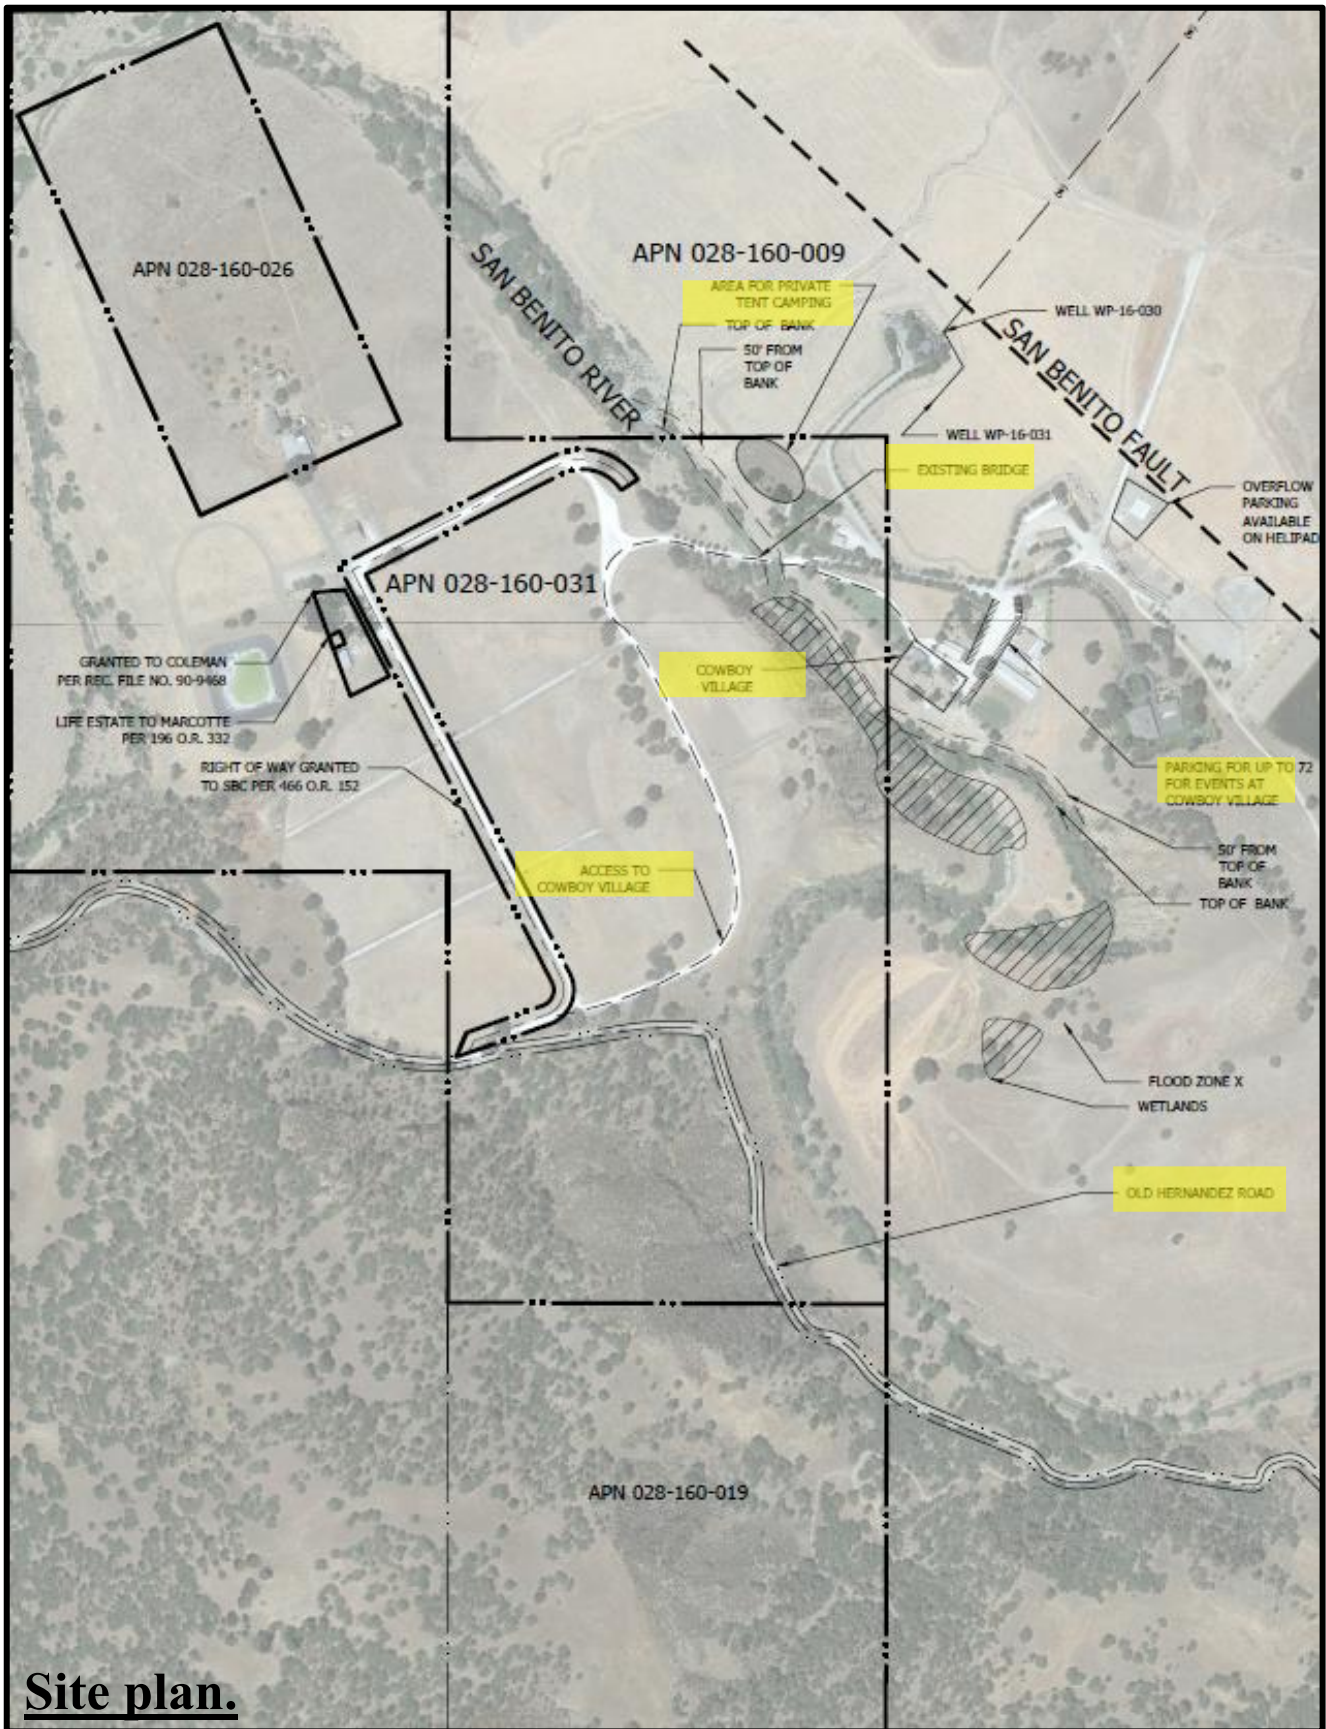 APN 028-160-026
SAN BENITO RIVER
APN 028-160-009
AREA FOR PRIVATE
TENT CAMPING
TOP OF BANK
50' FROM
TOP OF
BANK
WELL WP-16-030
SAN BENITO FAULT
WELL WP-16-031
EXISTING BRIDGE
OVERFLOW
PARKING
AVAILABLE
ON HELIPAD
APN 028-160-031
GRANTED TO COLEMAN
PER REC. FILE NO. 90-9468
LIFE ESTATE TO MARCOTTE
PER 196 O.R. 332
RIGHT OF WAY GRANTED
TO SBC PER 466 O.R. 152
COWBOY
VILLAGE
PARKING FOR UP TO 72
FOR EVENTS AT
COWBOY VILLAGE
ACCESS TO
COWBOY VILLAGE
50' FROM
TOP OF
BANK
TOP OF BANK
FLOOD ZONE X
WETLANDS
OLD HERNANDEZ ROAD
APN 028-160-019
Site plan.